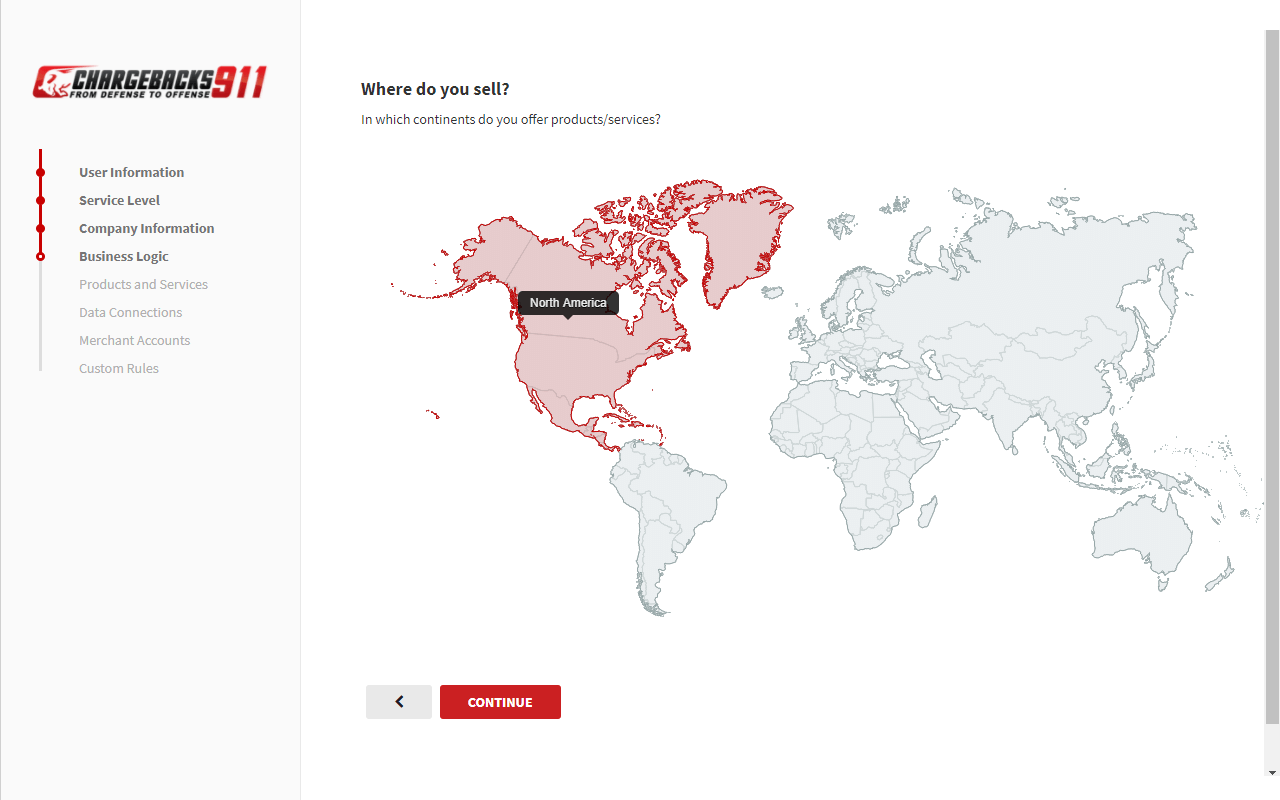 CHARGEBACKS911
FROM DEFENSE TO OFFENSE
User Information
Service Level
Company Information
Business Logic
Products and Services
Data Connections
Merchant Accounts
Custom Rules
Where do you sell?
In which continents do you offer products/services?
North America
CONTINUE